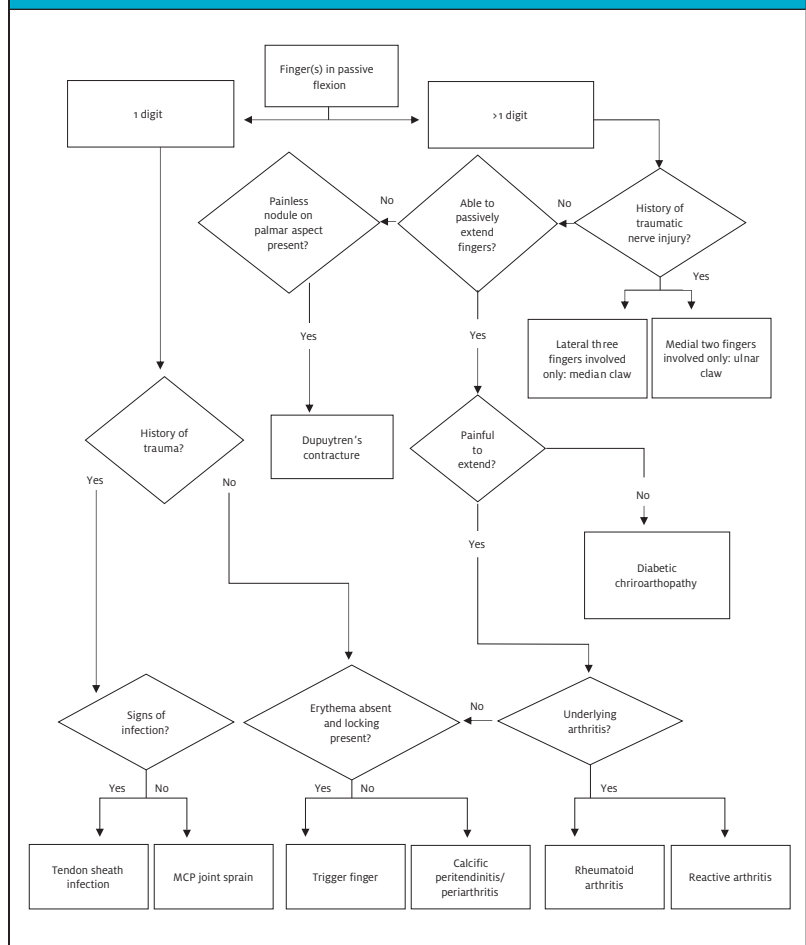 Finger(s) in passive
flexion
1 digit
>1 digit
Painless
nodule on
palmar aspect
present?
No
Able to
passively
extend
fingers?
No
History of
traumatic
nerve injury?
Yes
Yes
Yes
Lateral three
fingers involved
only: median claw
Medial two fingers
involved only: ulnar
claw
History of
trauma?
Dupuytren's
contracture
Painful
to
extend?
Yes
No
No
Yes
Diabetic
chriroarthopathy
Signs of
infection?
Erythema absent
and locking
present?
No
Underlying
arthritis?
Yes
No
Yes
No
Yes
Tendon sheath
infection
MCP joint sprain
Trigger finger
Calcific
peritendinitis/
periarthritis
Rheumatoid
arthritis
Reactive arthritis